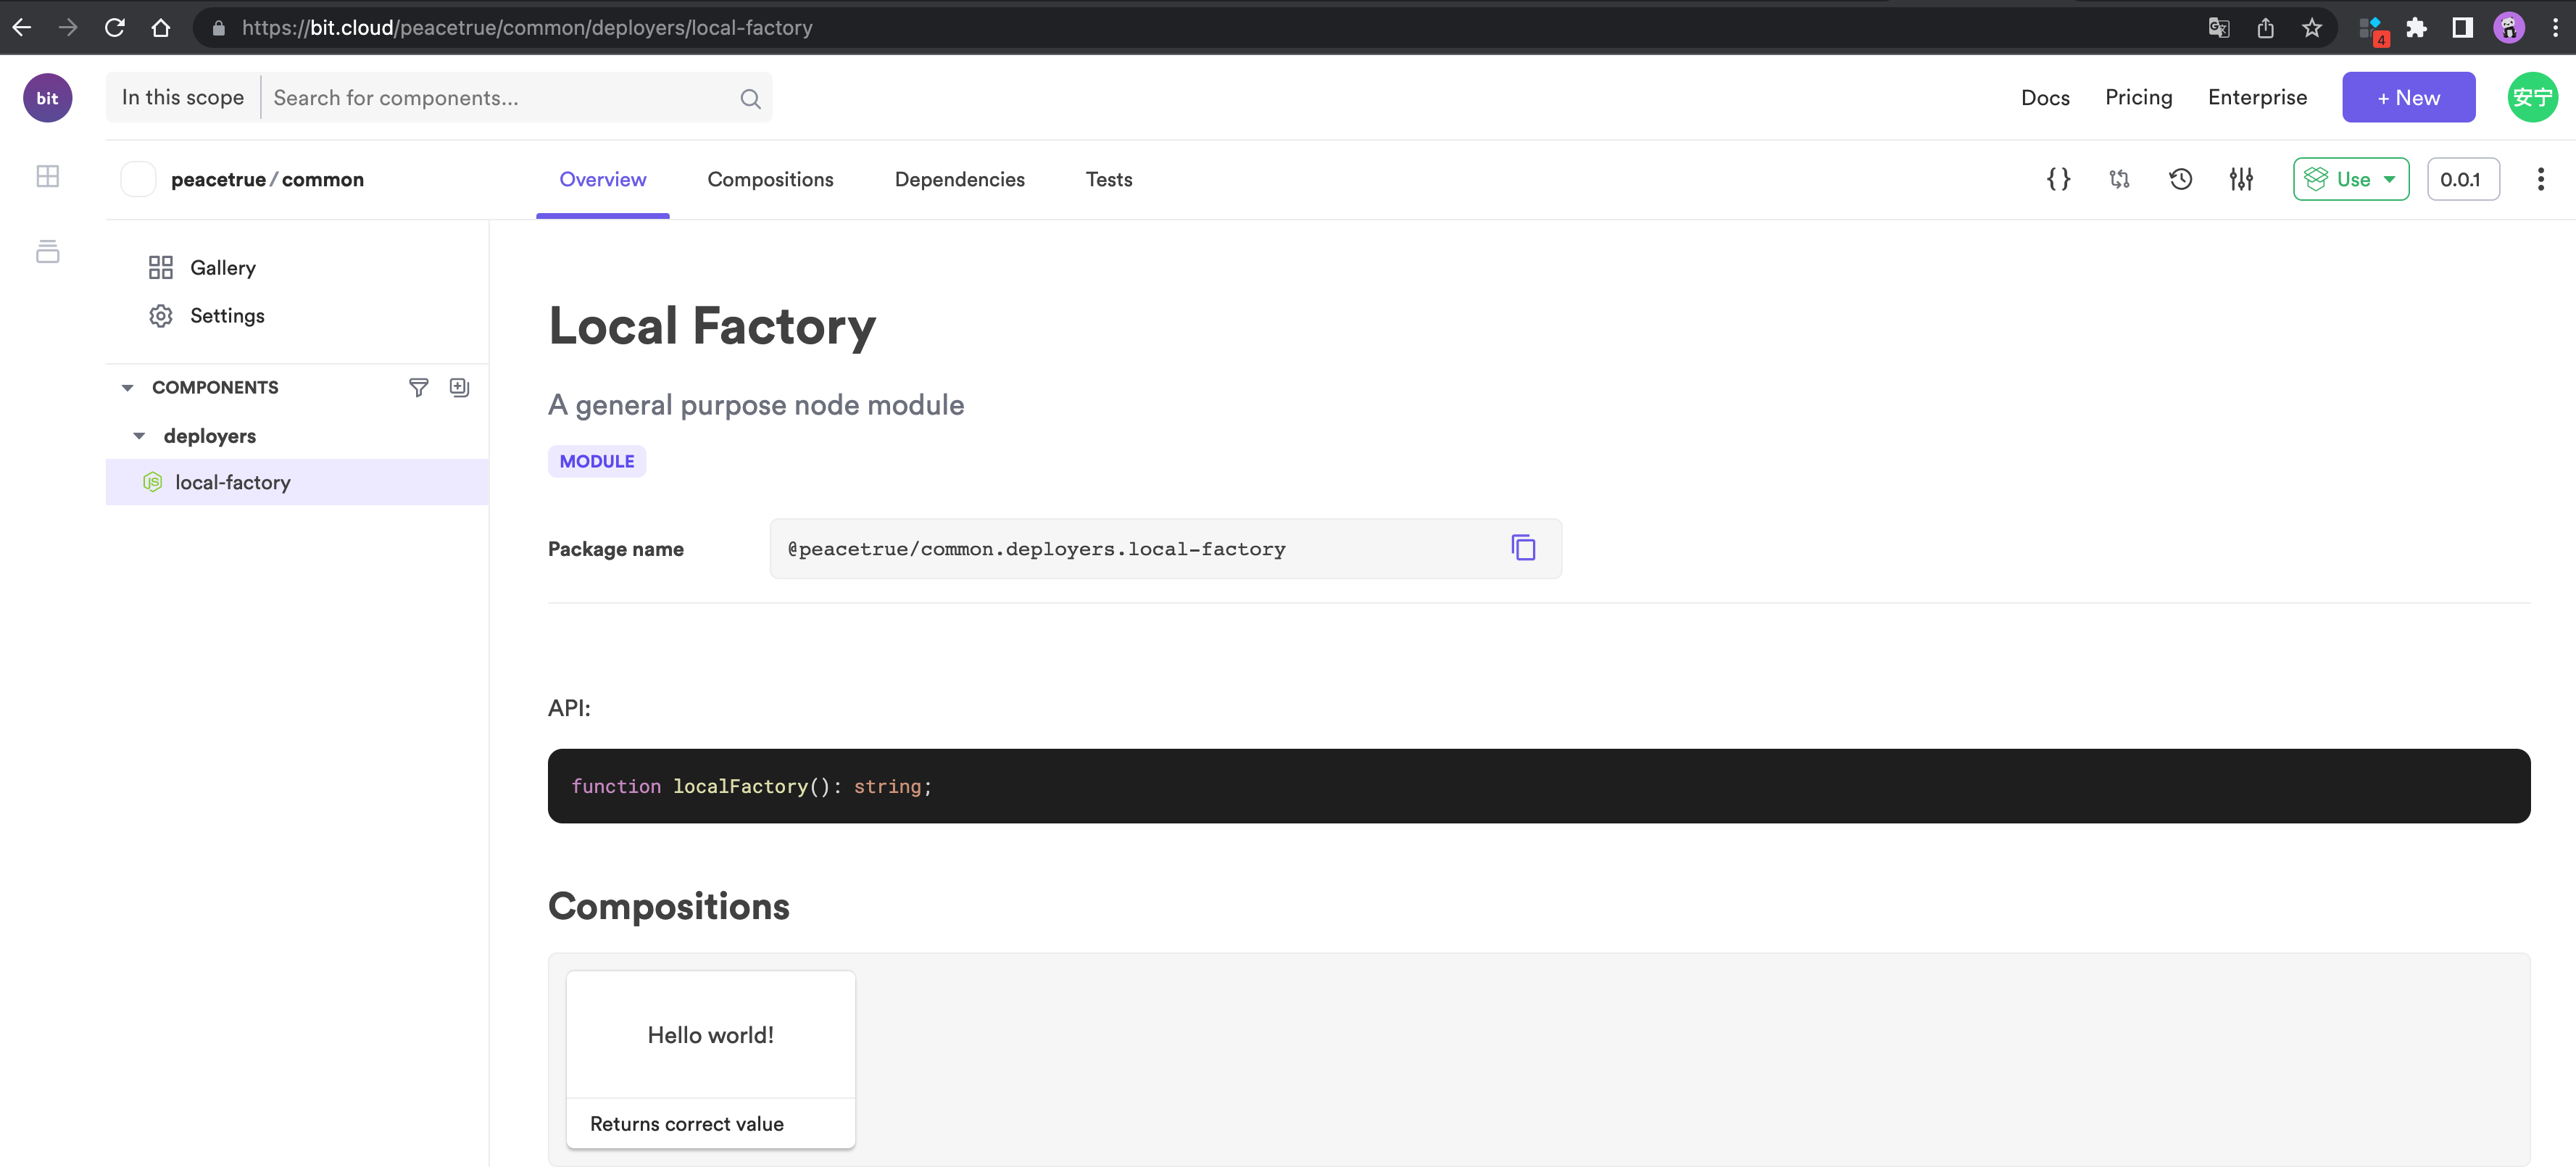 https://bit.cloud/peacetrue/common/deployers/local-factory
4
bit
In this scope
Search for components...
Docs
Pricing
Enterprise
+ New
安宁
peacetrue/common
Overview
Compositions
Dependencies
Tests
{ }
Use
0.0.1
Gallery
Settings
COMPONENTS
deployers
JS
local-factory
Local Factory
A general purpose node module
MODULE
Package name
@peacetrue/common.deployers.local-factory
API:
function localFactory(): string;
Compositions
Hello world!
Returns correct value